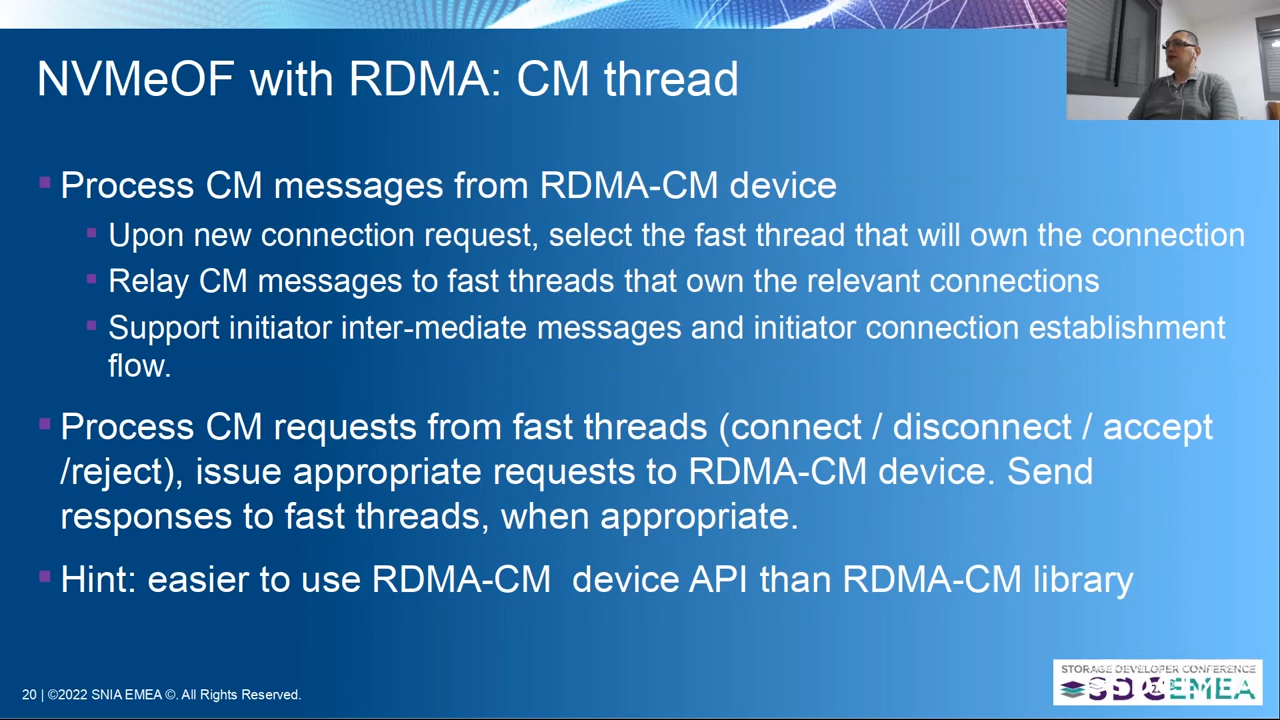 NVMeOF with RDMA: CM thread
Process CM messages from RDMA-CM device
Upon new connection request, select the fast thread that will own the connection
Relay CM messages to fast threads that own the relevant connections
Support initiator inter-mediate messages and initiator connection establishment
flow.
Process CM requests from fast threads (connect / disconnect / accept
/reject), issue appropriate requests to RDMA-CM device. Send
responses to fast threads, when appropriate.
Hint: easier to use RDMA-CM  device API than RDMA-CM library
STORAGE DEVELOPER CONFERENCE
EMEA
20 | ©2022 SNIA EMEA ©. All Rights Reserved.